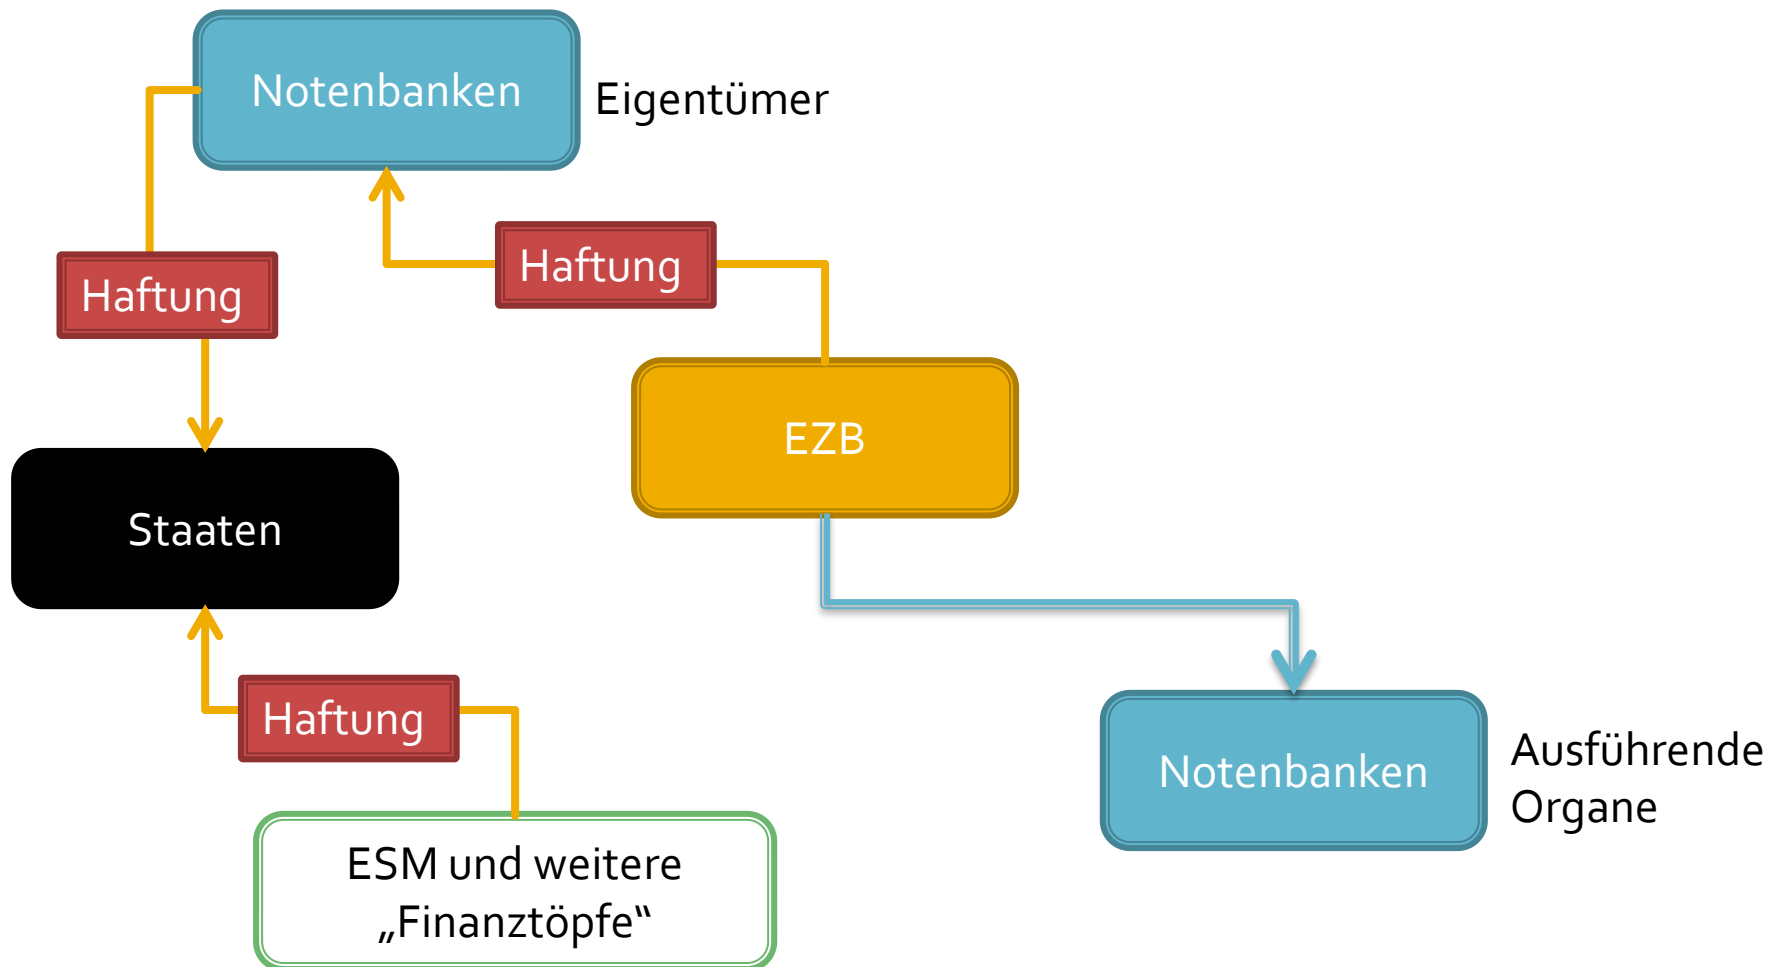 Notenbanken
Eigentümer
Haftung
Haftung
EZB
Staaten
Haftung
Notenbanken
Ausführende
Organe
ESM und weitere
„Finanztöpfe“